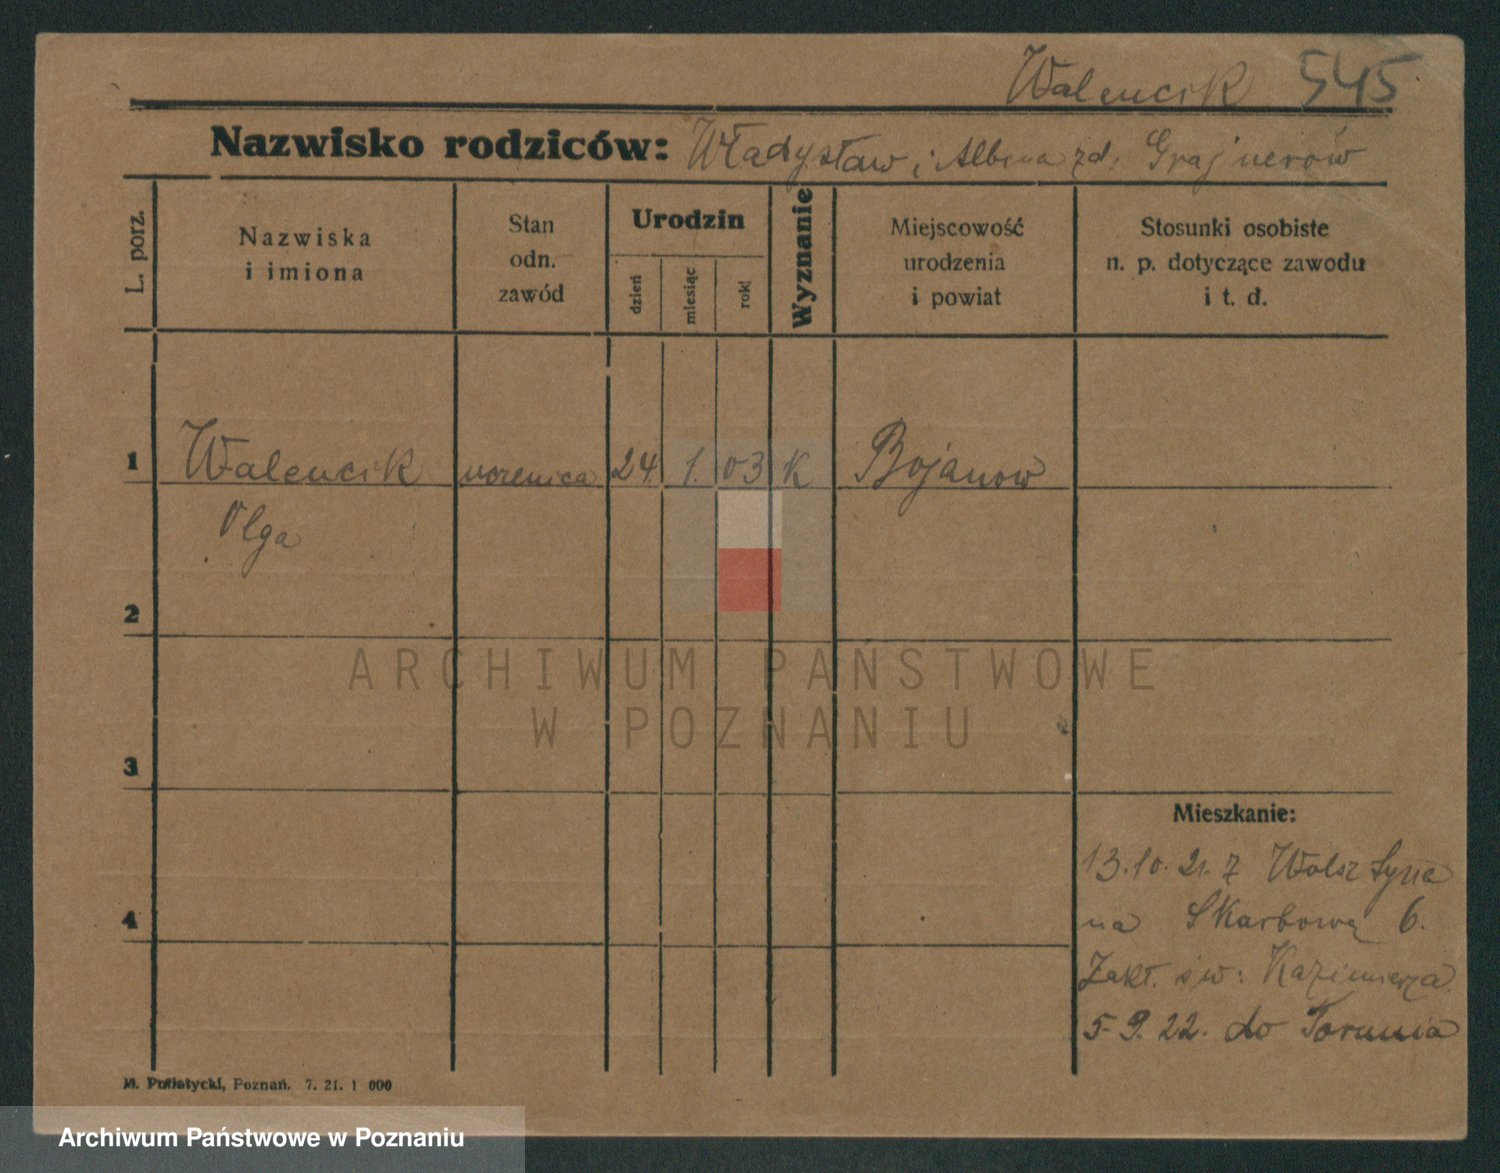 Walencik 545
Nazwisko rodziców: Władysław i Albina zd. Grajnerów
L. porz.
Nazwiska
i imiona
Stan
odn.
zawód
Urodzin
dzień
miesiąc
rok
Wyznanie
Miejscowość
urodzenia
i powiat
Stosunki osobiste
n. p. dotyczące zawodu
i t. d.
1 Walencik uczenica 24. 1. 03 K Bojanow
Olga
2
3
4
Mieszkanie:
13.10.21. z Wolsztyna
na Skarbową 6.
Zakł. św: Kazimierza
5.9.22. do Torunia
M. Putiatycki, Poznań. 7. 21. 1 000
ARCHIWUM PAŃSTWOWE
W POZNANIU
Archiwum Państwowe w Poznaniu